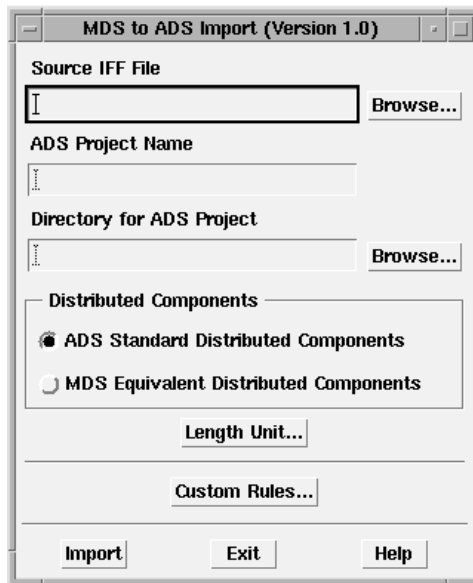 MDS to ADS Import (Version 1.0)
Source IFF File
Browse...
ADS Project Name
Directory for ADS Project
Browse...
Distributed Components
ADS Standard Distributed Components
MDS Equivalent Distributed Components
Length Unit...
Custom Rules...
Import Exit Help